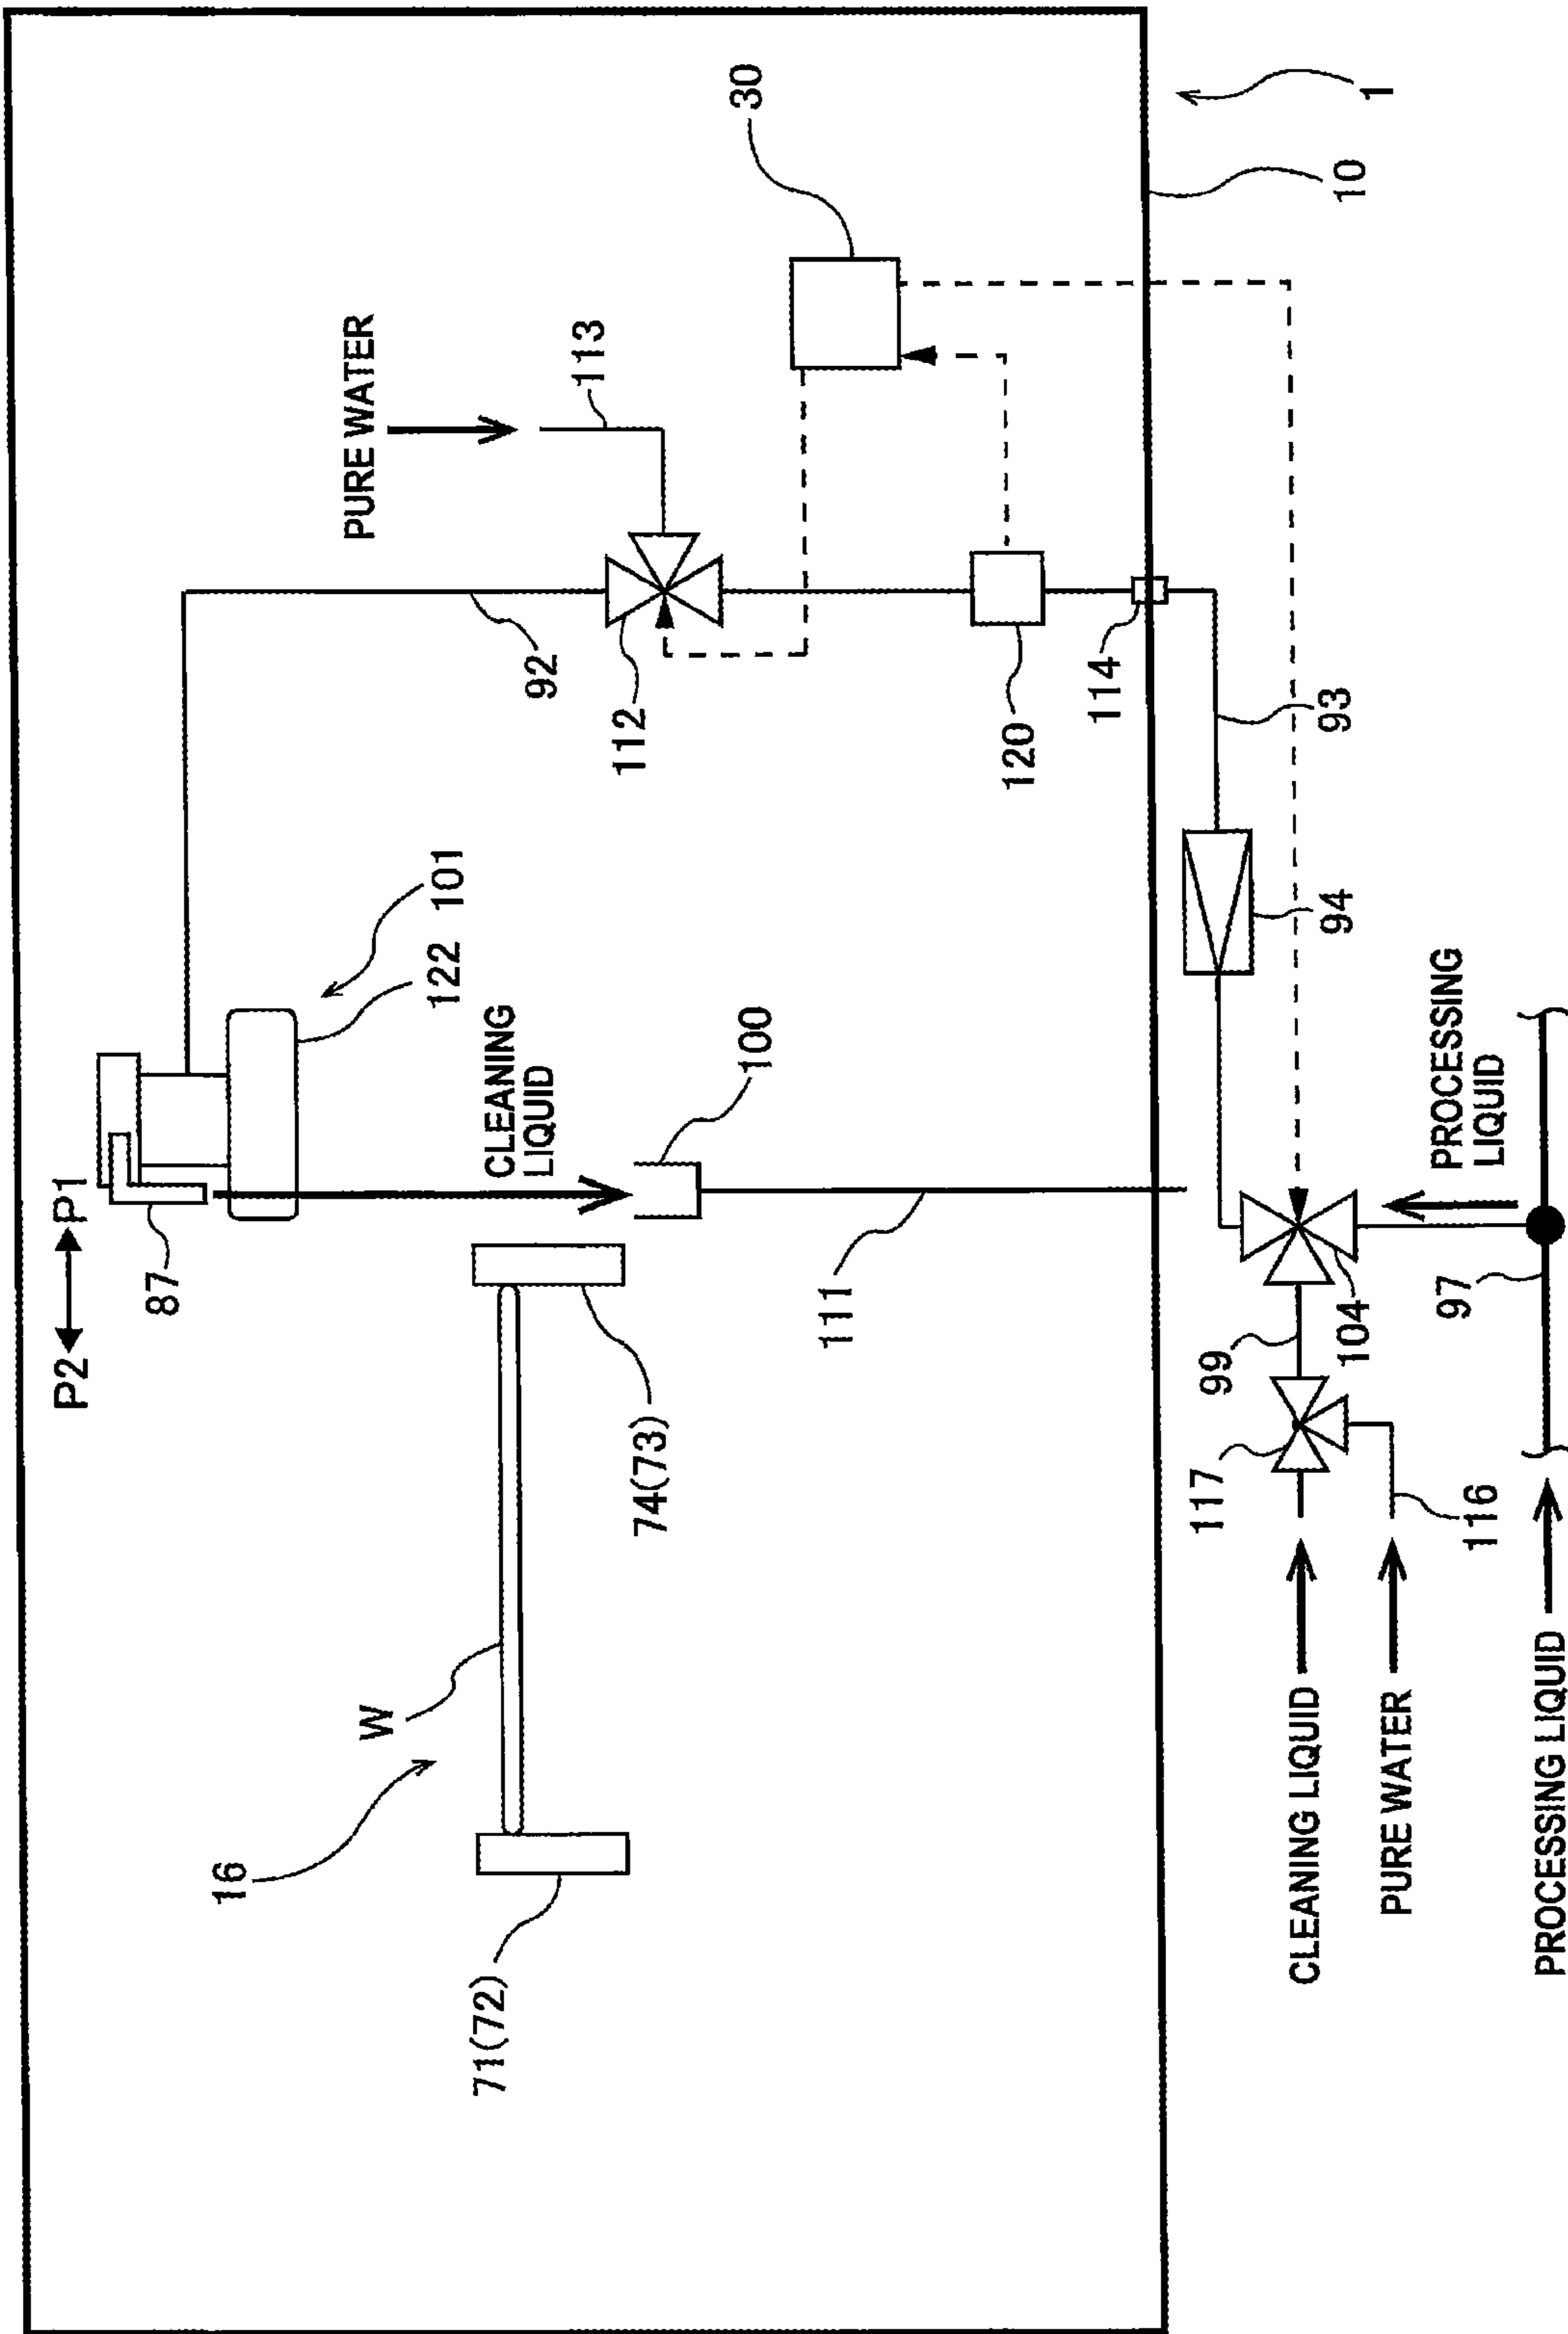 P2
P1
87
122
101
92
PURE WATER
113
112
30
16
W
71(72)
74(73)
CLEANING
LIQUID
100
111
120
114
10
1
93
94
PROCESSING
LIQUID
104
99
117
CLEANING LIQUID
PURE WATER
116
97
PROCESSING LIQUID